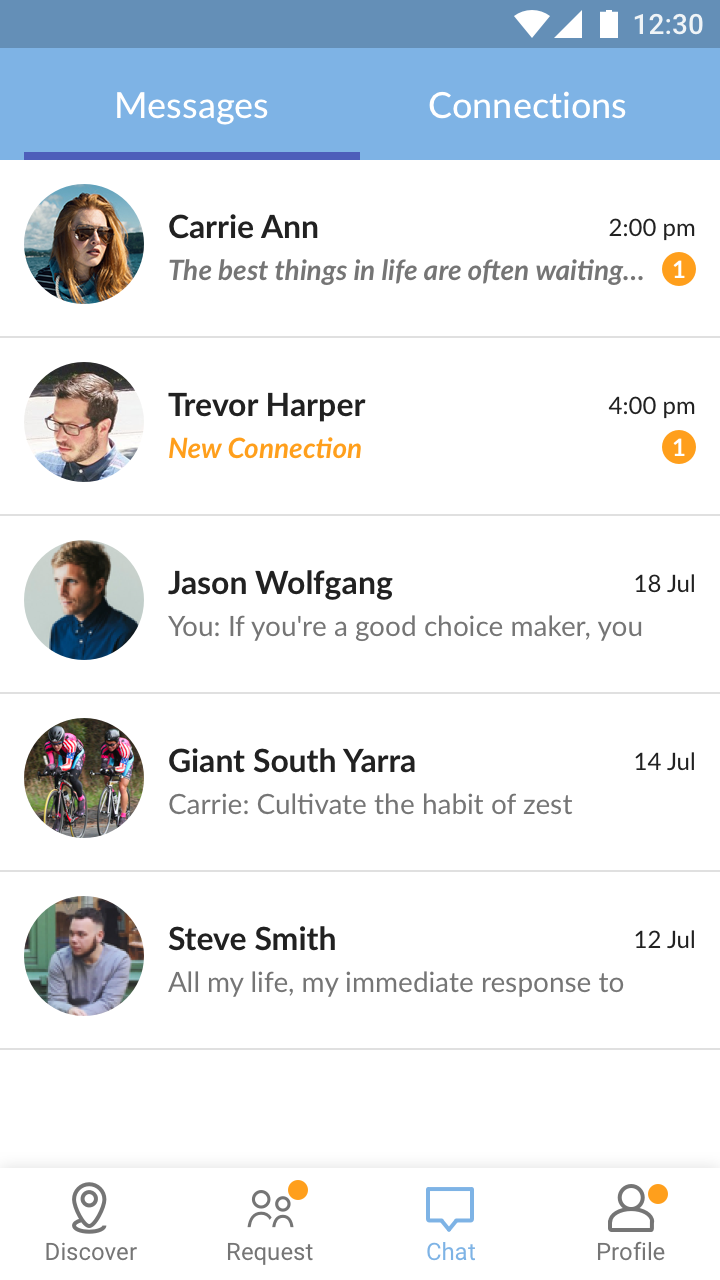 12:30
Messages Connections
Carrie Ann 2:00 pm
The best things in life are often waiting... 1
Trevor Harper 4:00 pm
New Connection 1
Jason Wolfgang 18 Jul
You: If you're a good choice maker, you
Giant South Yarra 14 Jul
Carrie: Cultivate the habit of zest
Steve Smith 12 Jul
All my life, my immediate response to
Discover Request Chat Profile